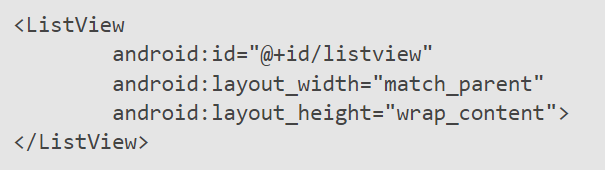 <ListView
        android:id="@+id/listview"
        android:layout_width="match_parent"
        android:layout_height="wrap_content">
</ListView>